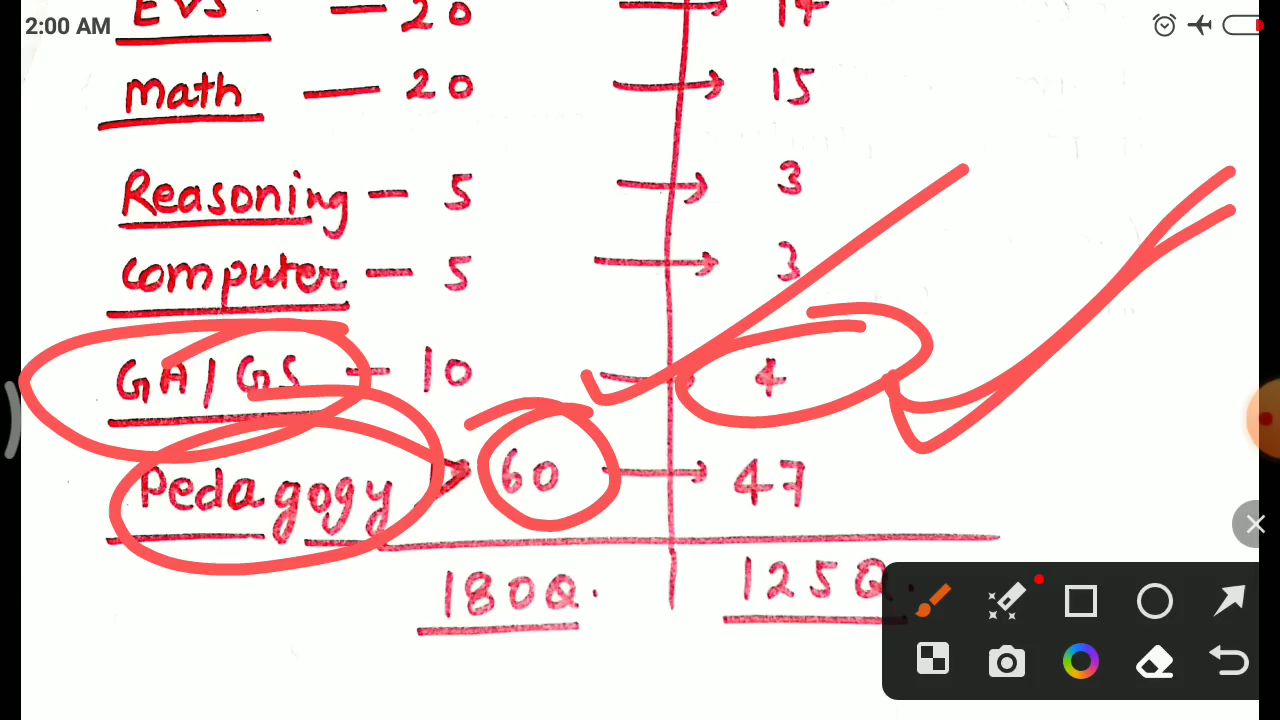 2:00 AM
EVS — 20 → 14
math — 20 → 15
Reasoning — 5 → 3
computer — 5 → 3
GA/GS — 10 → 4
Pedagogy > 60 → 47
180Q. 125Q.